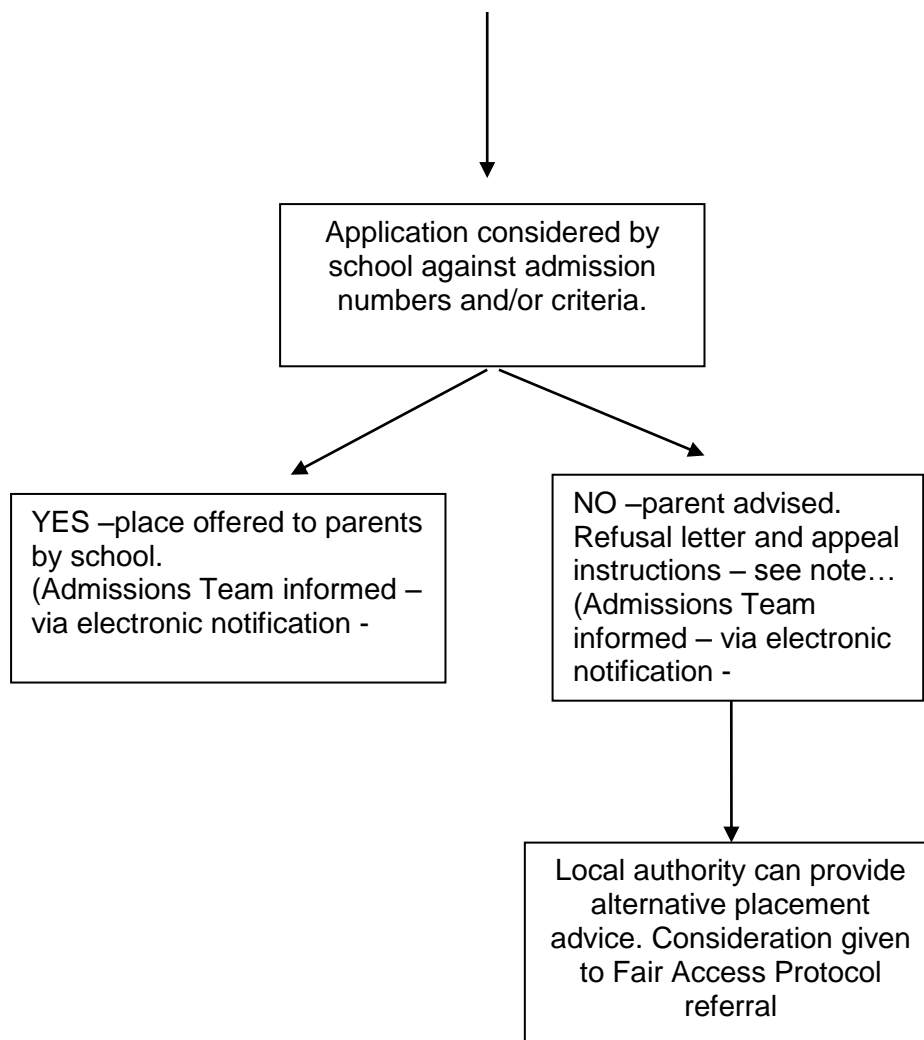 Application considered by
school against admission
numbers and/or criteria.
YES –place offered to parents
by school.
(Admissions Team informed –
via electronic notification -
NO –parent advised.
Refusal letter and appeal
instructions – see note…
(Admissions Team
informed – via electronic
notification -
Local authority can provide
alternative placement
advice. Consideration given
to Fair Access Protocol
referral